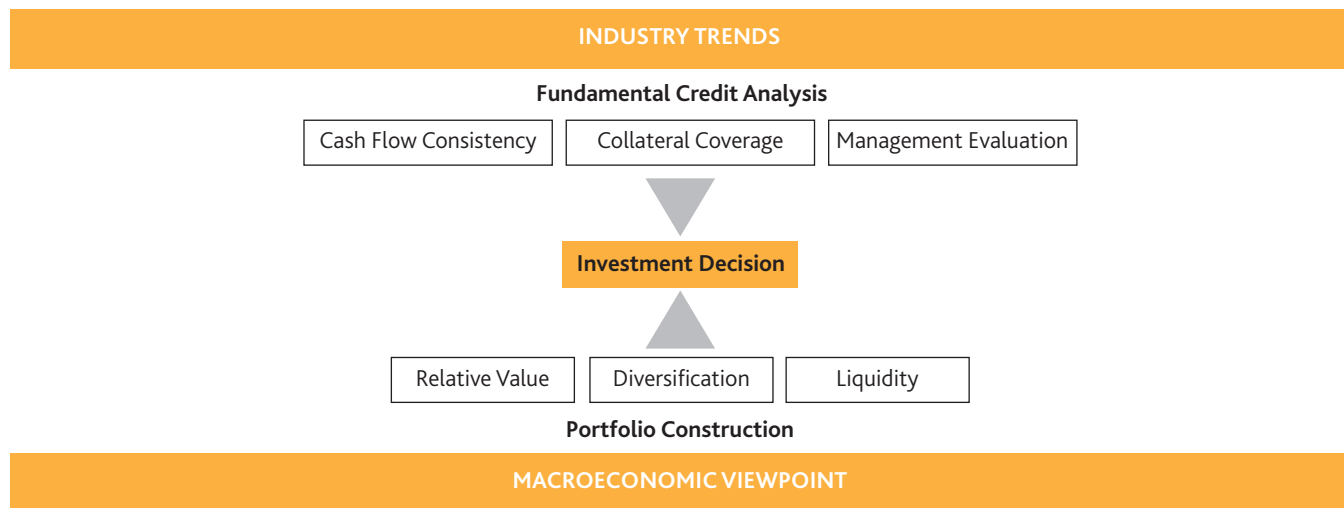 INDUSTRY TRENDS
Fundamental Credit Analysis
Cash Flow Consistency
Collateral Coverage
Management Evaluation
Investment Decision
Relative Value
Diversification
Liquidity
Portfolio Construction
MACROECONOMIC VIEWPOINT